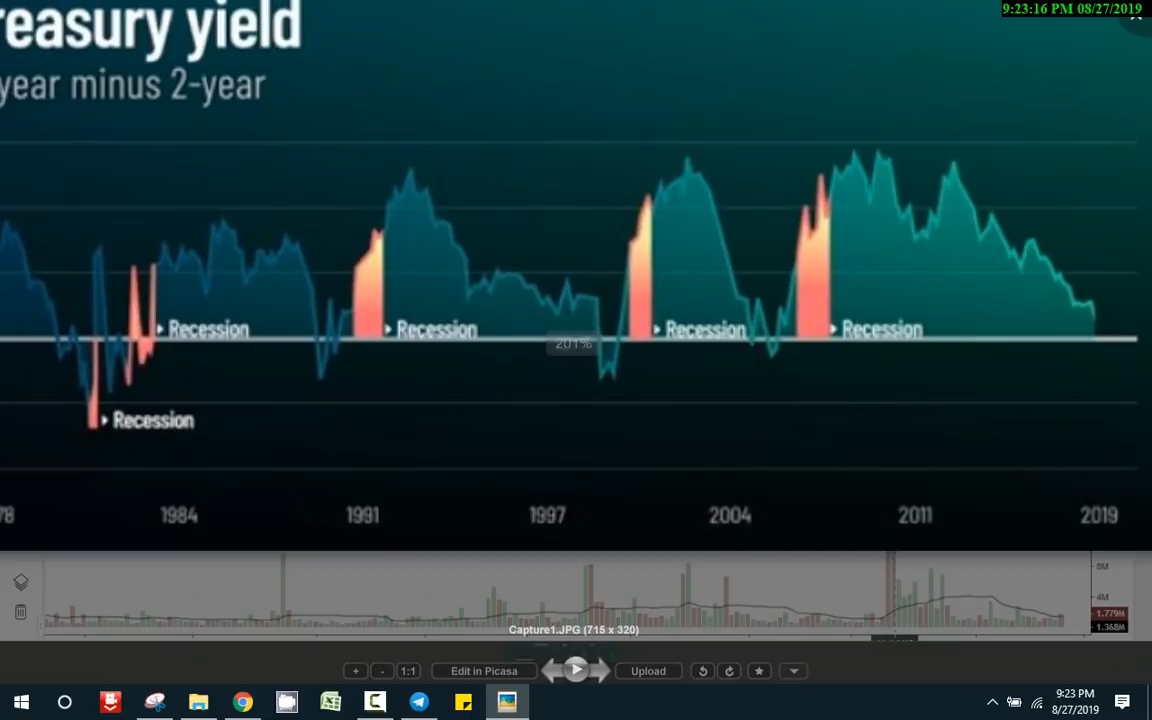 9:23:16 PM 08/27/2019
reasury yield
year minus 2-year
Recession
Recession
Recession
Recession
201%
Recession
78
1984
1991
1997
2004
2011
2019
8M
4M
1.779M
1.368M
Capture1.JPG (715 x 320)
+
-
1:1
Edit in Picasa
Upload
9:23 PM
8/27/2019